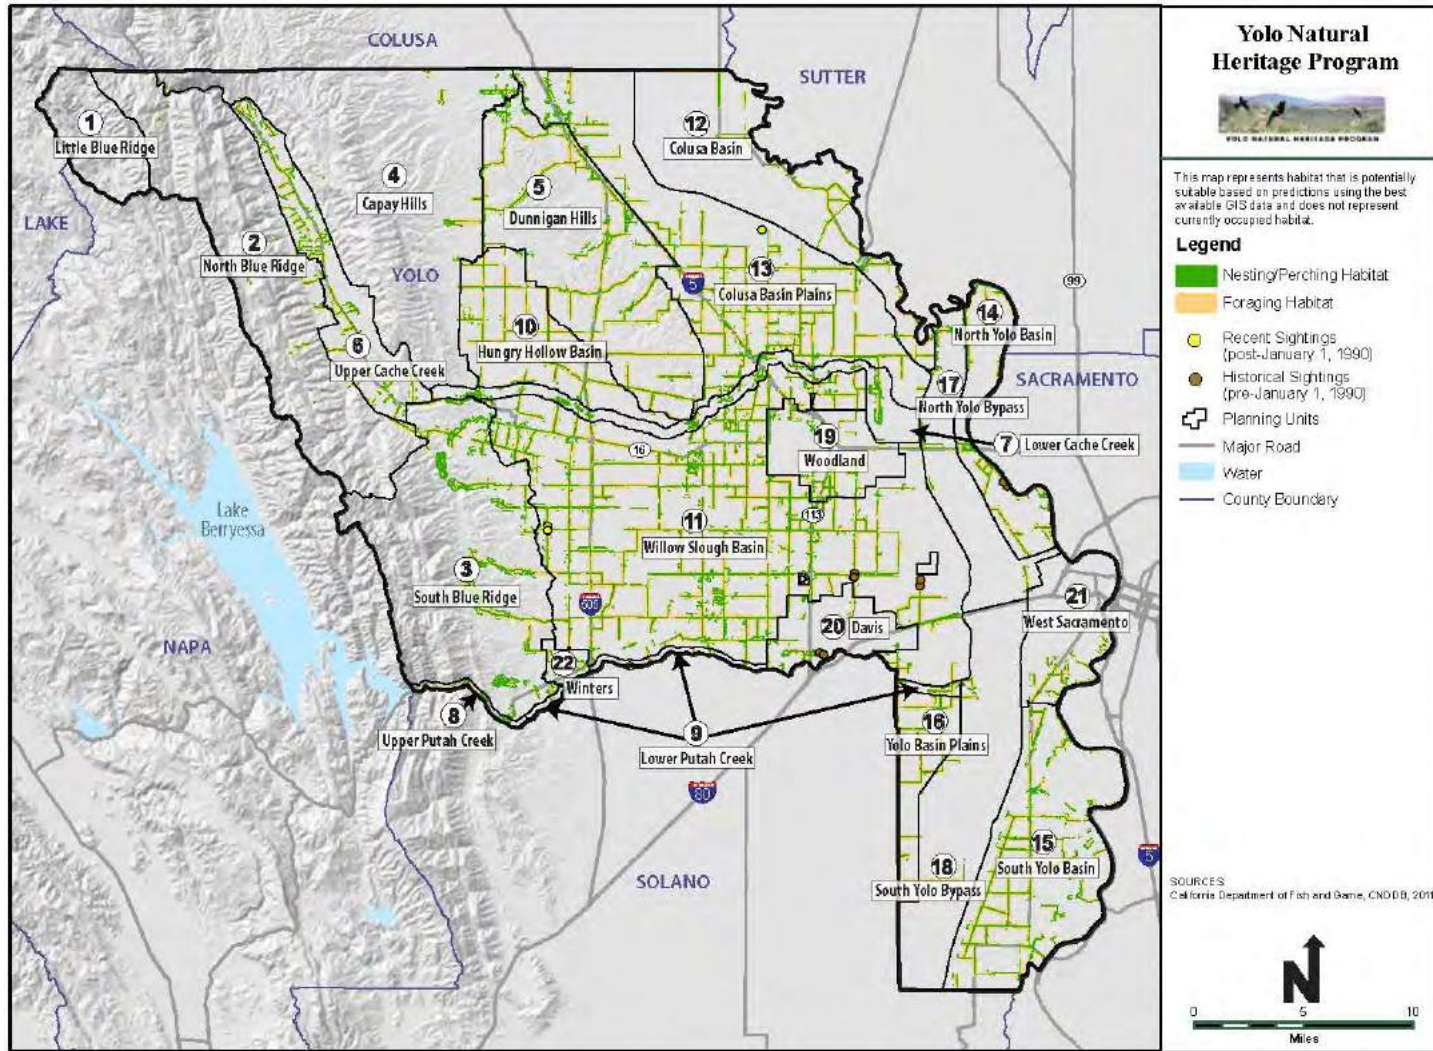 COLUSA
SUTTER
1
Little Blue Ridge
12
Colusa Basin
4
Capay Hills
5
Dunnigan Hills
LAKE
2
North Blue Ridge
YOLO
13
Colusa Basin Plains
5
99
14
North Yolo Basin
10
Hungry Hollow Basin
6
Upper Cache Creek
17
North Yolo Bypass
SACRAMENTO
7
Lower Cache Creek
19
Woodland
16
Lake
Berryessa
11
Willow Slough Basin
113
3
South Blue Ridge
505
20
Davis
21
West Sacramento
NAPA
22
Winters
8
Upper Putah Creek
9
Lower Putah Creek
16
Yolo Basin Plains
80
15
South Yolo Basin
18
South Yolo Bypass
5
SOLANO
Yolo Natural
Heritage Program
YOLO NATURAL HERITAGE PROGRAM
This map represents habitat that is potentially
suitable based on predictions using the best
available GIS data and does not represent
currently occupied habitat.
Legend
Nesting/Perching Habitat
Foraging Habitat
Recent Sightings
(post-January 1, 1990)
Historical Sightings
(pre-January 1, 1990)
Planning Units
Major Road
Water
County Boundary
SOURCES:
California Department of Fish and Game, CNDDB, 2011
N
0 5 10
Miles